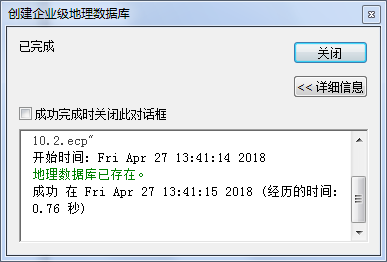 创建企业级地理数据库
已完成
关闭
<< 详细信息
成功完成时关闭此对话框
10.2.ecp"
开始时间: Fri Apr 27 13:41:14 2018
地理数据库已存在。
成功 在 Fri Apr 27 13:41:15 2018 (经历的时间:
0.76 秒)